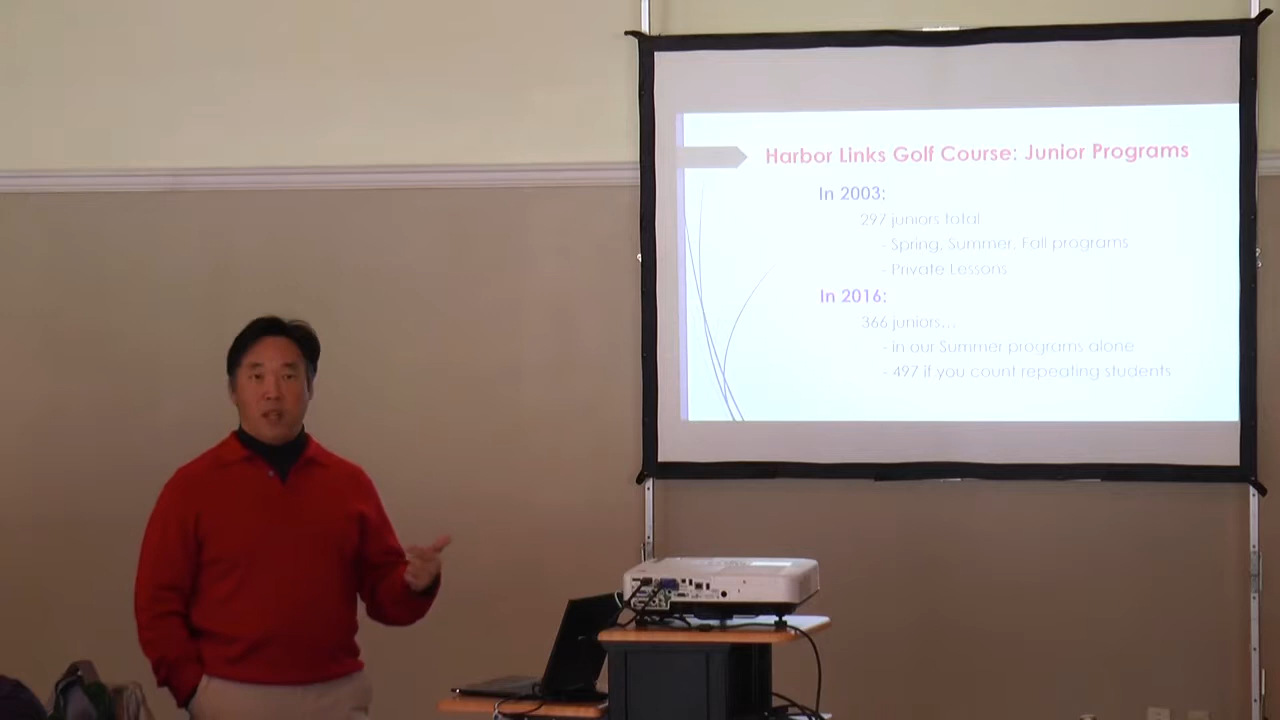 Harbor Links Golf Course: Junior Programs
In 2003:
297 juniors total
- Spring, Summer, Fall programs
- Private Lessons
In 2016:
366 juniors...
- in our Summer programs alone
- 497 if you count repeating students